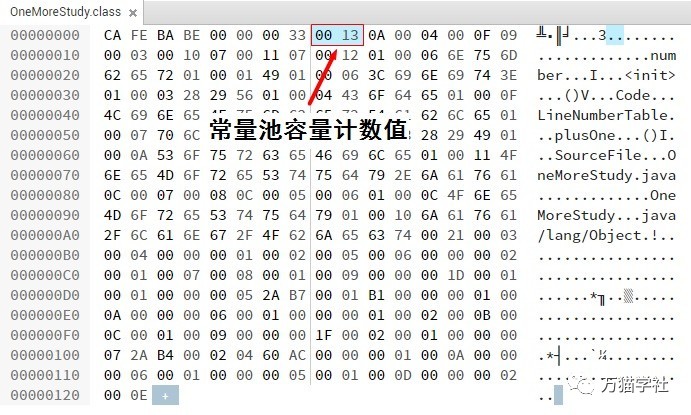 OneMoreStudy.class ×
00000000 CA FE BA BE 00 00 00 33 00 13 0A 00 04 00 0F 09 ╩▪║╛...3........
00000010 00 03 00 10 07 00 11 07 00 12 01 00 06 6E 75 6D .............num
00000020 62 65 72 01 00 01 49 01 00 06 3C 69 6E 69 74 3E ber...I...<init>
00000030 01 00 03 28 29 56 01 00 04 43 6F 64 65 01 00 0F ...()V...Code...
00000040 4C 69 6E 65 62 6C 65 01 LineNumberTable.
常量池容量计数值
00000050 00 07 70 6C 28 29 49 01 ..plusOne...()I.
00000060 00 0A 53 6F 75 72 63 65 46 69 6C 65 01 00 11 4F ..SourceFile...O
00000070 6E 65 4D 6F 72 65 53 74 75 64 79 2E 6A 61 76 61 neMoreStudy.java
00000080 0C 00 07 00 08 0C 00 05 00 06 01 00 0C 4F 6E 65 .............One
00000090 4D 6F 72 65 53 74 75 64 79 01 00 10 6A 61 76 61 MoreStudy...java
000000A0 2F 6C 61 6E 67 2F 4F 62 6A 65 63 74 00 21 00 03 /lang/Object.!..
000000B0 00 04 00 00 00 01 00 02 00 05 00 06 00 00 00 02 ................
000000C0 00 01 00 07 00 08 00 01 00 09 00 00 00 1D 00 01 ................
000000D0 00 01 00 00 00 05 2A B7 00 01 B1 00 00 00 01 00 ......*╖..▒.....
000000E0 0A 00 00 00 06 00 01 00 00 00 01 00 02 00 0B 00 ................
000000F0 0C 00 01 00 09 00 00 00 1F 00 02 00 01 00 00 00 ................
00000100 07 2A B4 00 02 04 60 AC 00 00 00 01 00 0A 00 00 .*┤...`¼........
00000110 00 06 00 01 00 00 00 05 00 01 00 0D 00 00 00 02
00000120 00 0E + ..
万猫学社